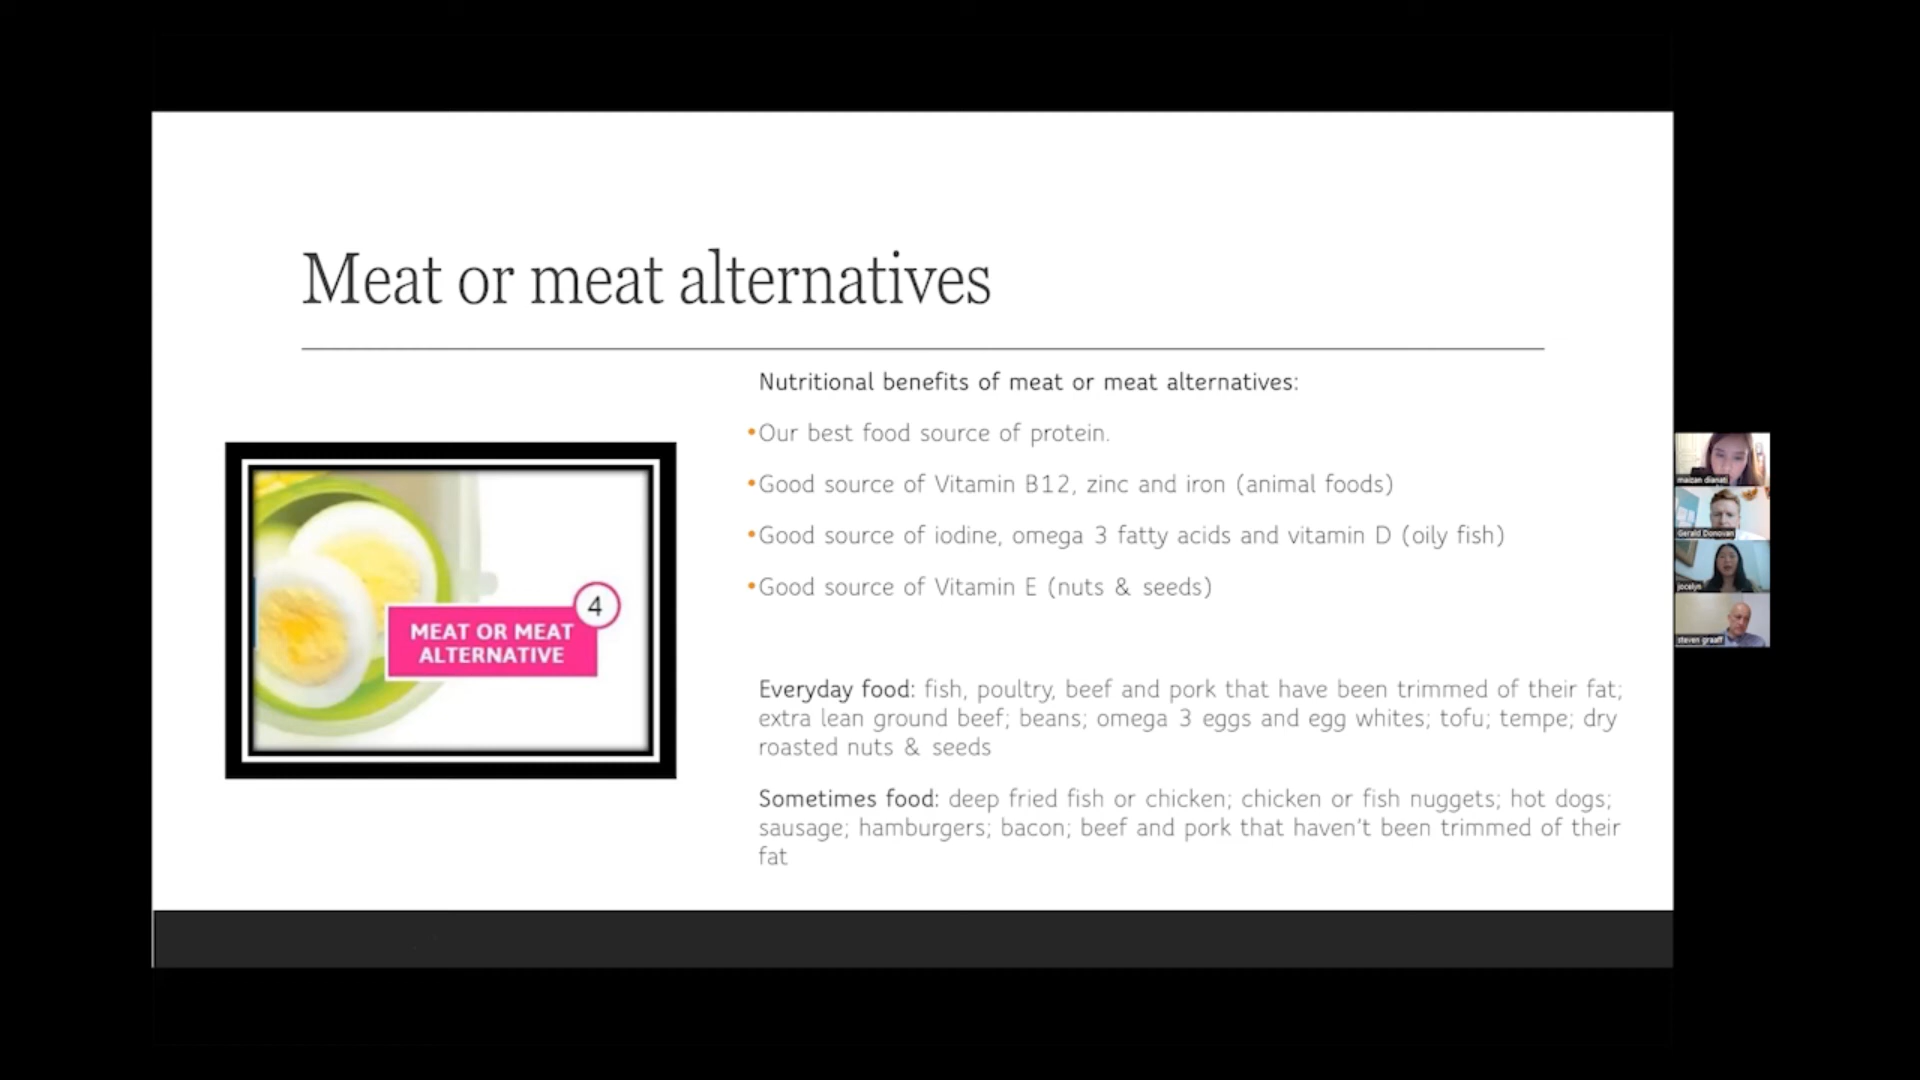 Meat or meat alternatives
Nutritional benefits of meat or meat alternatives:
•Our best food source of protein.
•Good source of Vitamin B12, zinc and iron (animal foods)
•Good source of iodine, omega 3 fatty acids and vitamin D (oily fish)
•Good source of Vitamin E (nuts & seeds)
4
MEAT OR MEAT
ALTERNATIVE
Everyday food: fish, poultry, beef and pork that have been trimmed of their fat;
extra lean ground beef; beans; omega 3 eggs and egg whites; tofu; tempe; dry
roasted nuts & seeds
Sometimes food: deep fried fish or chicken; chicken or fish nuggets; hot dogs;
sausage; hamburgers; bacon; beef and pork that haven't been trimmed of their
fat
maizan dianati
Gerald Donovan
jocelyn
steven graaff